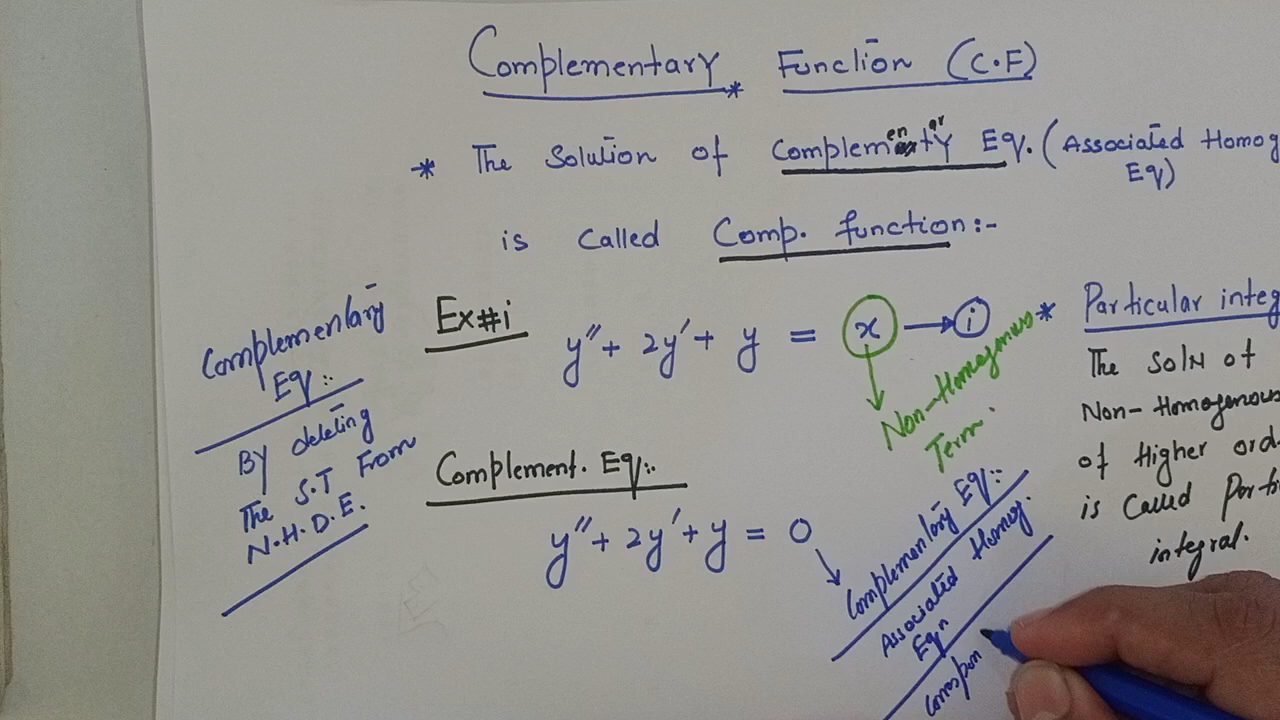 Complementary Function (C.F)
* The Solution of Complementary Eq. (Associated Homog
Eq)
is Called Comp. function:-
Complementary
Eq:.
By deleting
The S.T From
N.H.D.E.
Ex#i
y″ + 2y′ + y = x → i
Non-Homogenous
Term.
Complement. Eq:.
y″ + 2y′ + y = 0
Complementary Eq:.
Associated Homog.
Eqn
* Particular integ
The Soln of
Non-Homogenous
of Higher ord
is Called Part
integral.